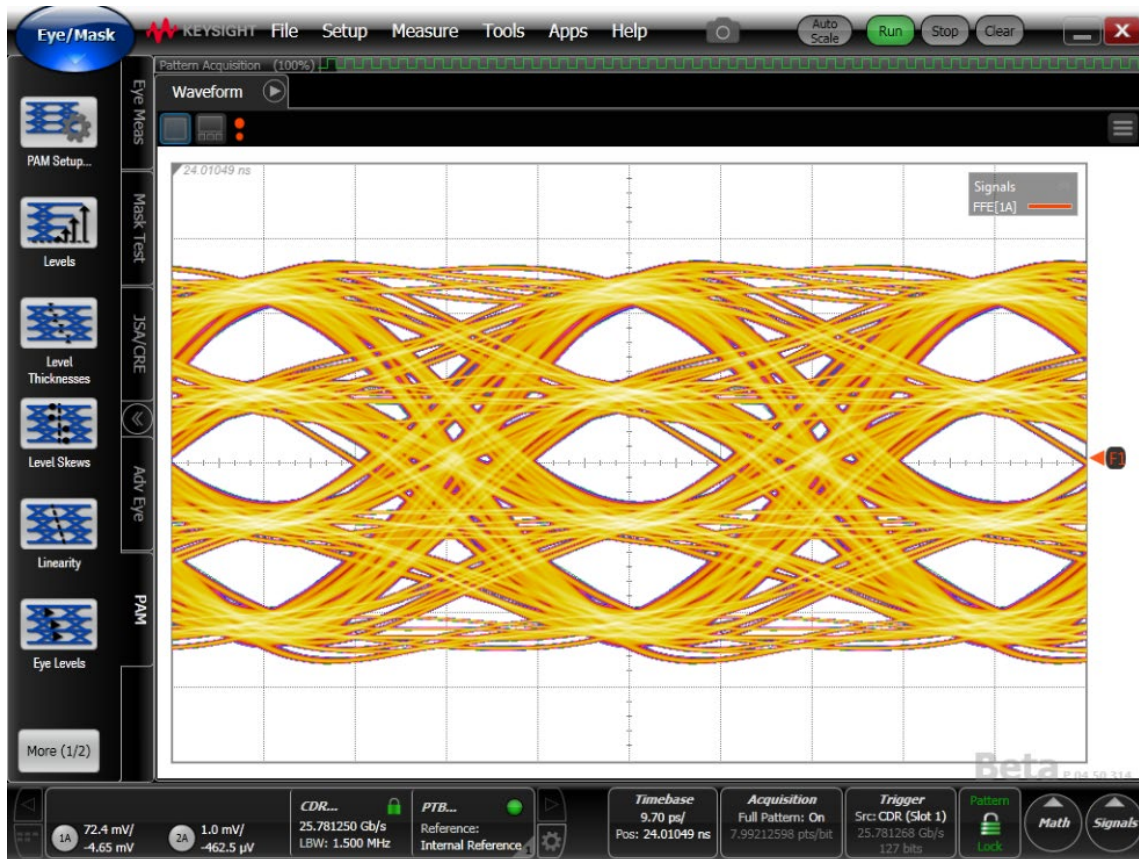 Eye/Mask
KEYSIGHT File Setup Measure Tools Apps Help
Auto Scale
Run
Stop
Clear
X
Pattern Acquisition (100%)
Waveform
Eye Meas
Mask Test
JSA/CRE
Adv Eye
PAM
PAM Setup...
Levels
Level
Thicknesses
Level Skews
Linearity
Eye Levels
More (1/2)
24.01049 ns
Signals
FFE[1A]
F1
Beta P.04.50.314
1A 72.4 mV/
-4.65 mV
2A 1.0 mV/
-462.5 µV
CDR...
25.781250 Gb/s
LBW: 1.500 MHz
PTB...
Reference:
Internal Reference
1
Timebase
9.70 ps/
Pos: 24.01049 ns
Acquisition
Full Pattern: On
7.99212598 pts/bit
Trigger
Src: CDR (Slot 1)
25.781268 Gb/s
127 bits
Pattern
Lock
Math
Signals